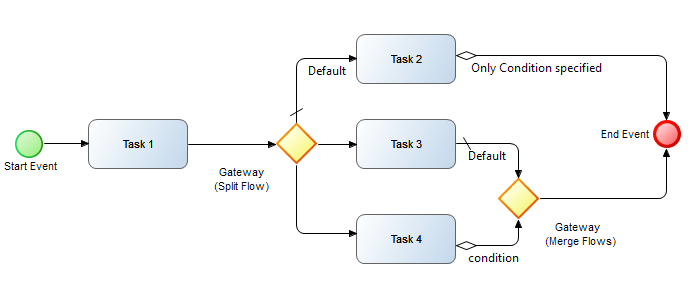 Task 2
Default
Only Condition specified
Start Event
Task 1
Gateway
(Split Flow)
Task 3
Default
End Event
Task 4
condition
Gateway
(Merge Flows)